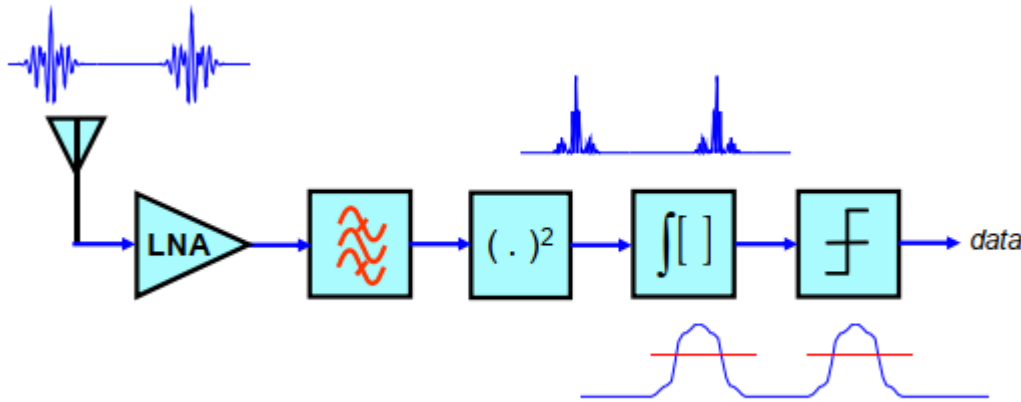 LNA
( . )²
∫[ ]
data